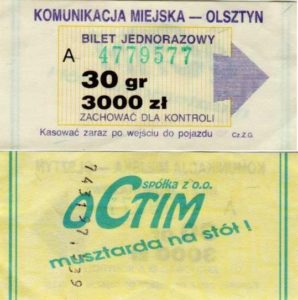 KOMUNIKACJA MIEJSKA — OLSZTYN
BILET JEDNORAZOWY
A 4779577
30 gr
3000 zł
ZACHOWAĆ DLA KONTROLI
Kasować zaraz po wejściu do pojazdu Cz.Z.G.
spółka z o.o.
OCTIM
musztarda na stół!